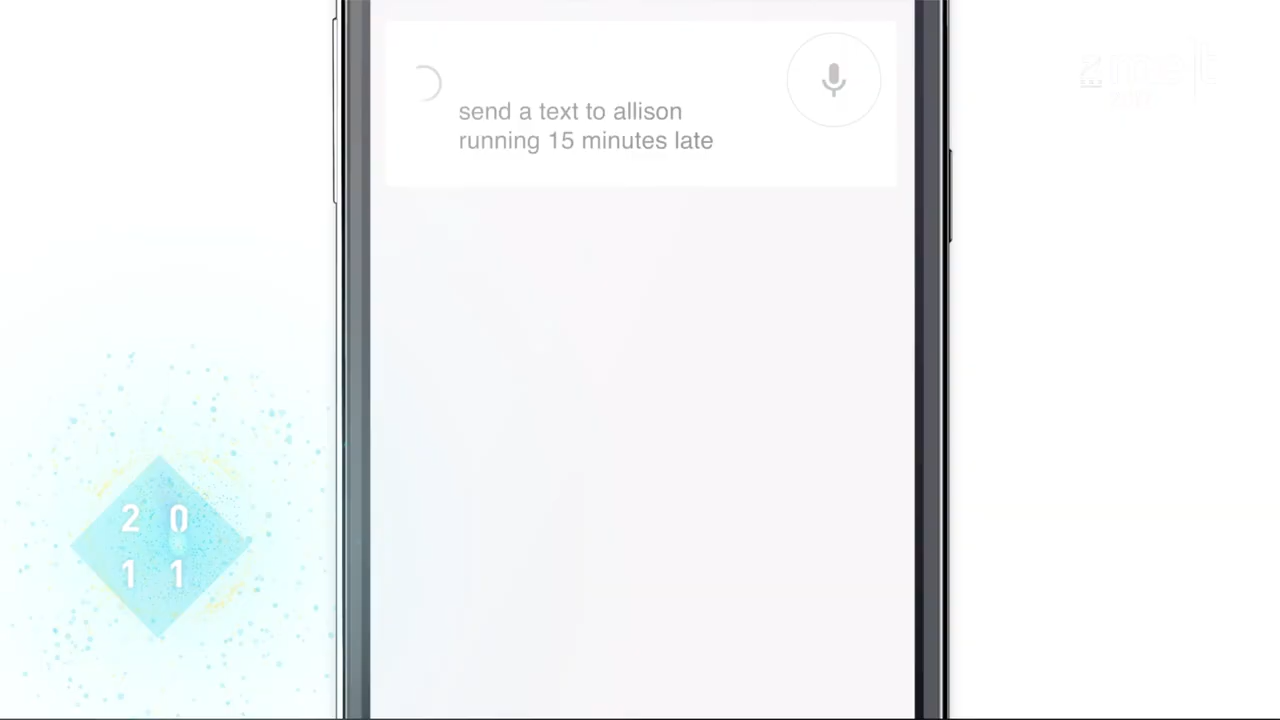 send a text to allison
running 15 minutes late
2 0
1 1